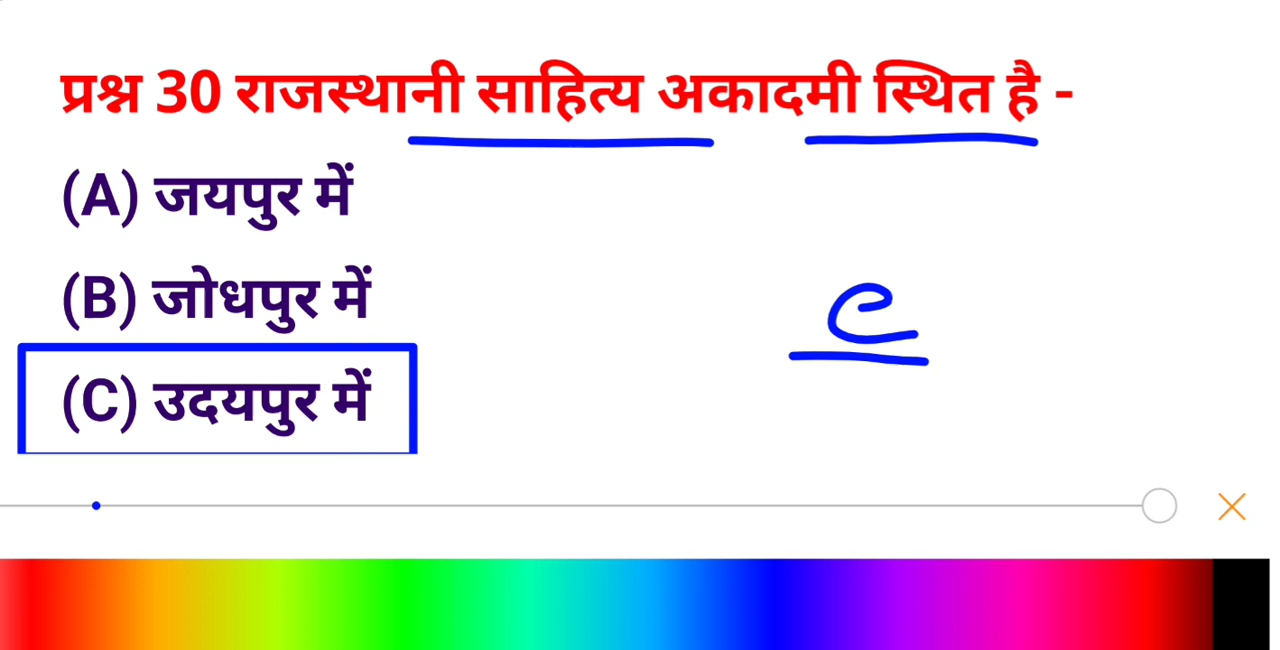 प्रश्न 30 राजस्थानी साहित्य अकादमी स्थित है -
(A) जयपुर में
(B) जोधपुर में
C
(C) उदयपुर में